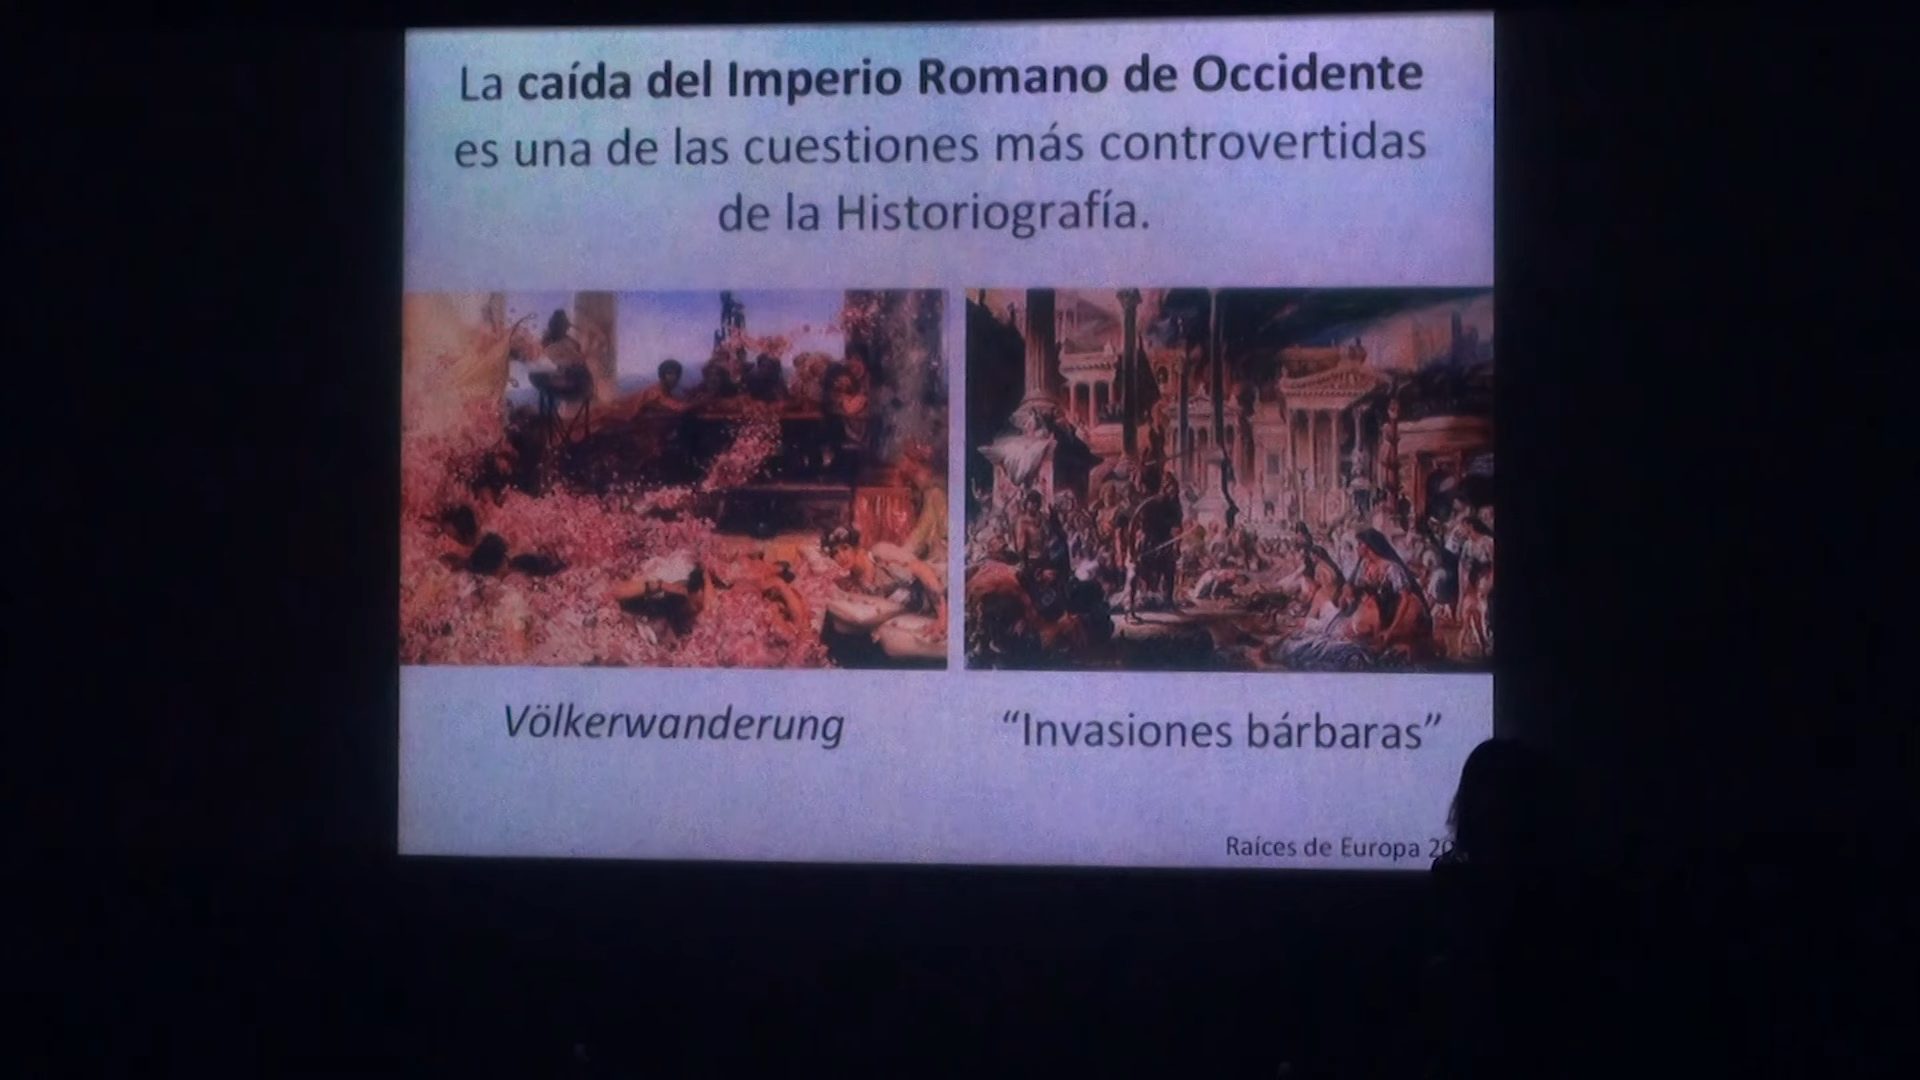 La caída del Imperio Romano de Occidente
es una de las cuestiones más controvertidas
de la Historiografía.
Völkerwanderung
“Invasiones bárbaras”
Raíces de Europa